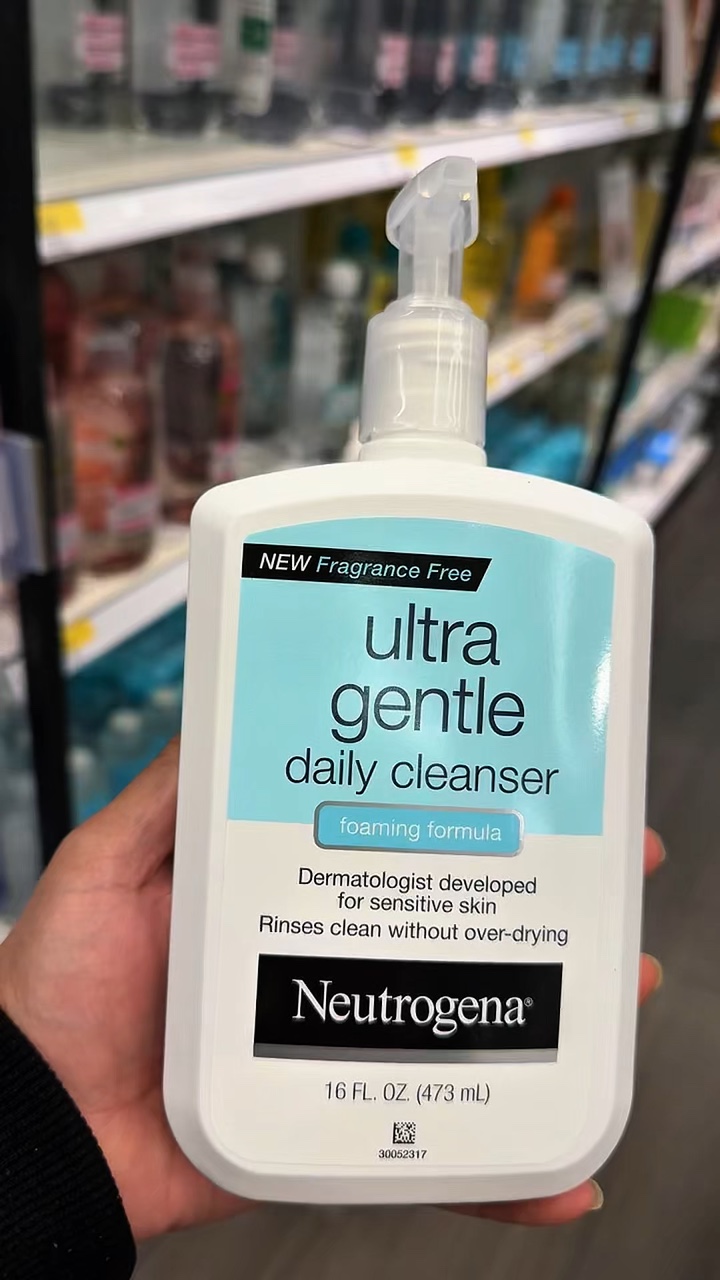 NEW Fragrance Free
ultra
gentle
daily cleanser
foaming formula
Dermatologist developed
for sensitive skin
Rinses clean without over-drying
Neutrogena®
16 FL. OZ. (473 mL)
30052317